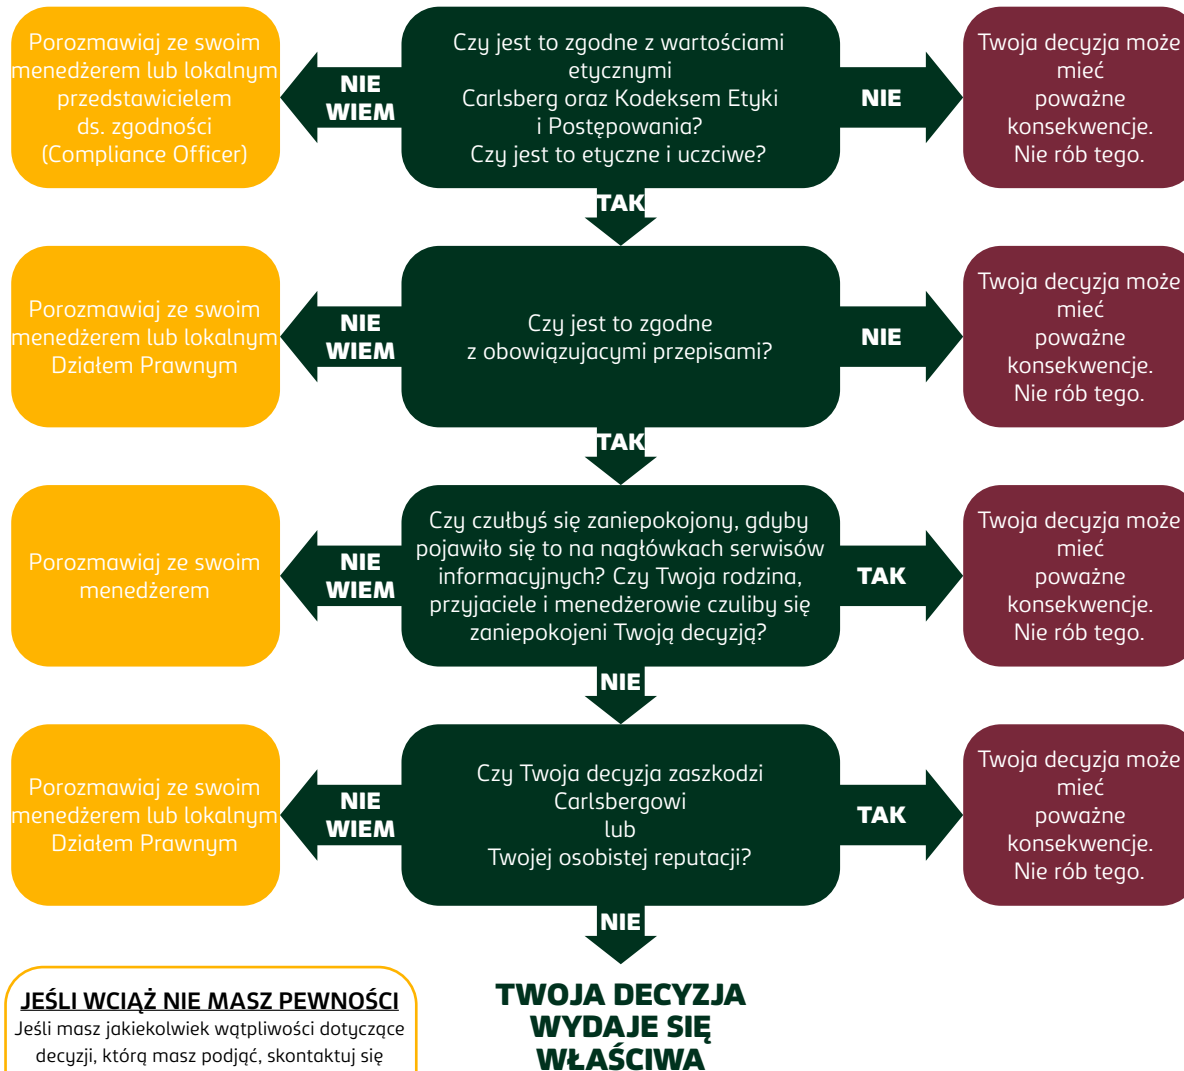 Porozmawiaj ze swoim
menedżerem lub lokalnym
przedstawicielem
ds. zgodności
(Compliance Officer)
NIE
WIEM
Czy jest to zgodne z wartościami
etycznymi
Carlsberg oraz Kodeksem Etyki
i Postępowania?
Czy jest to etyczne i uczciwe?
NIE
Twoja decyzja może
mieć
poważne
konsekwencje.
Nie rób tego.
TAK
Porozmawiaj ze swoim
menedżerem lub lokalnym
Działem Prawnym
NIE
WIEM
Czy jest to zgodne
z obowiązujacymi przepisami?
NIE
Twoja decyzja może
mieć
poważne
konsekwencje.
Nie rób tego.
TAK
Porozmawiaj ze swoim
menedżerem
NIE
WIEM
Czy czułbyś się zaniepokojony, gdyby
pojawiło się to na nagłówkach serwisów
informacyjnych? Czy Twoja rodzina,
przyjaciele i menedżerowie czuliby się
zaniepokojeni Twoją decyzją?
TAK
Twoja decyzja może
mieć
poważne
konsekwencje.
Nie rób tego.
NIE
Porozmawiaj ze swoim
menedżerem lub lokalnym
Działem Prawnym
NIE
WIEM
Czy Twoja decyzja zaszkodzi
Carlsbergowi
lub
Twojej osobistej reputacji?
TAK
Twoja decyzja może
mieć
poważne
konsekwencje.
Nie rób tego.
NIE
JEŚLI WCIĄŻ NIE MASZ PEWNOŚCI
Jeśli masz jakiekolwiek wątpliwości dotyczące
decyzji, którą masz podjąć, skontaktuj się
TWOJA DECYZJA
WYDAJE SIĘ
WŁAŚCIWA